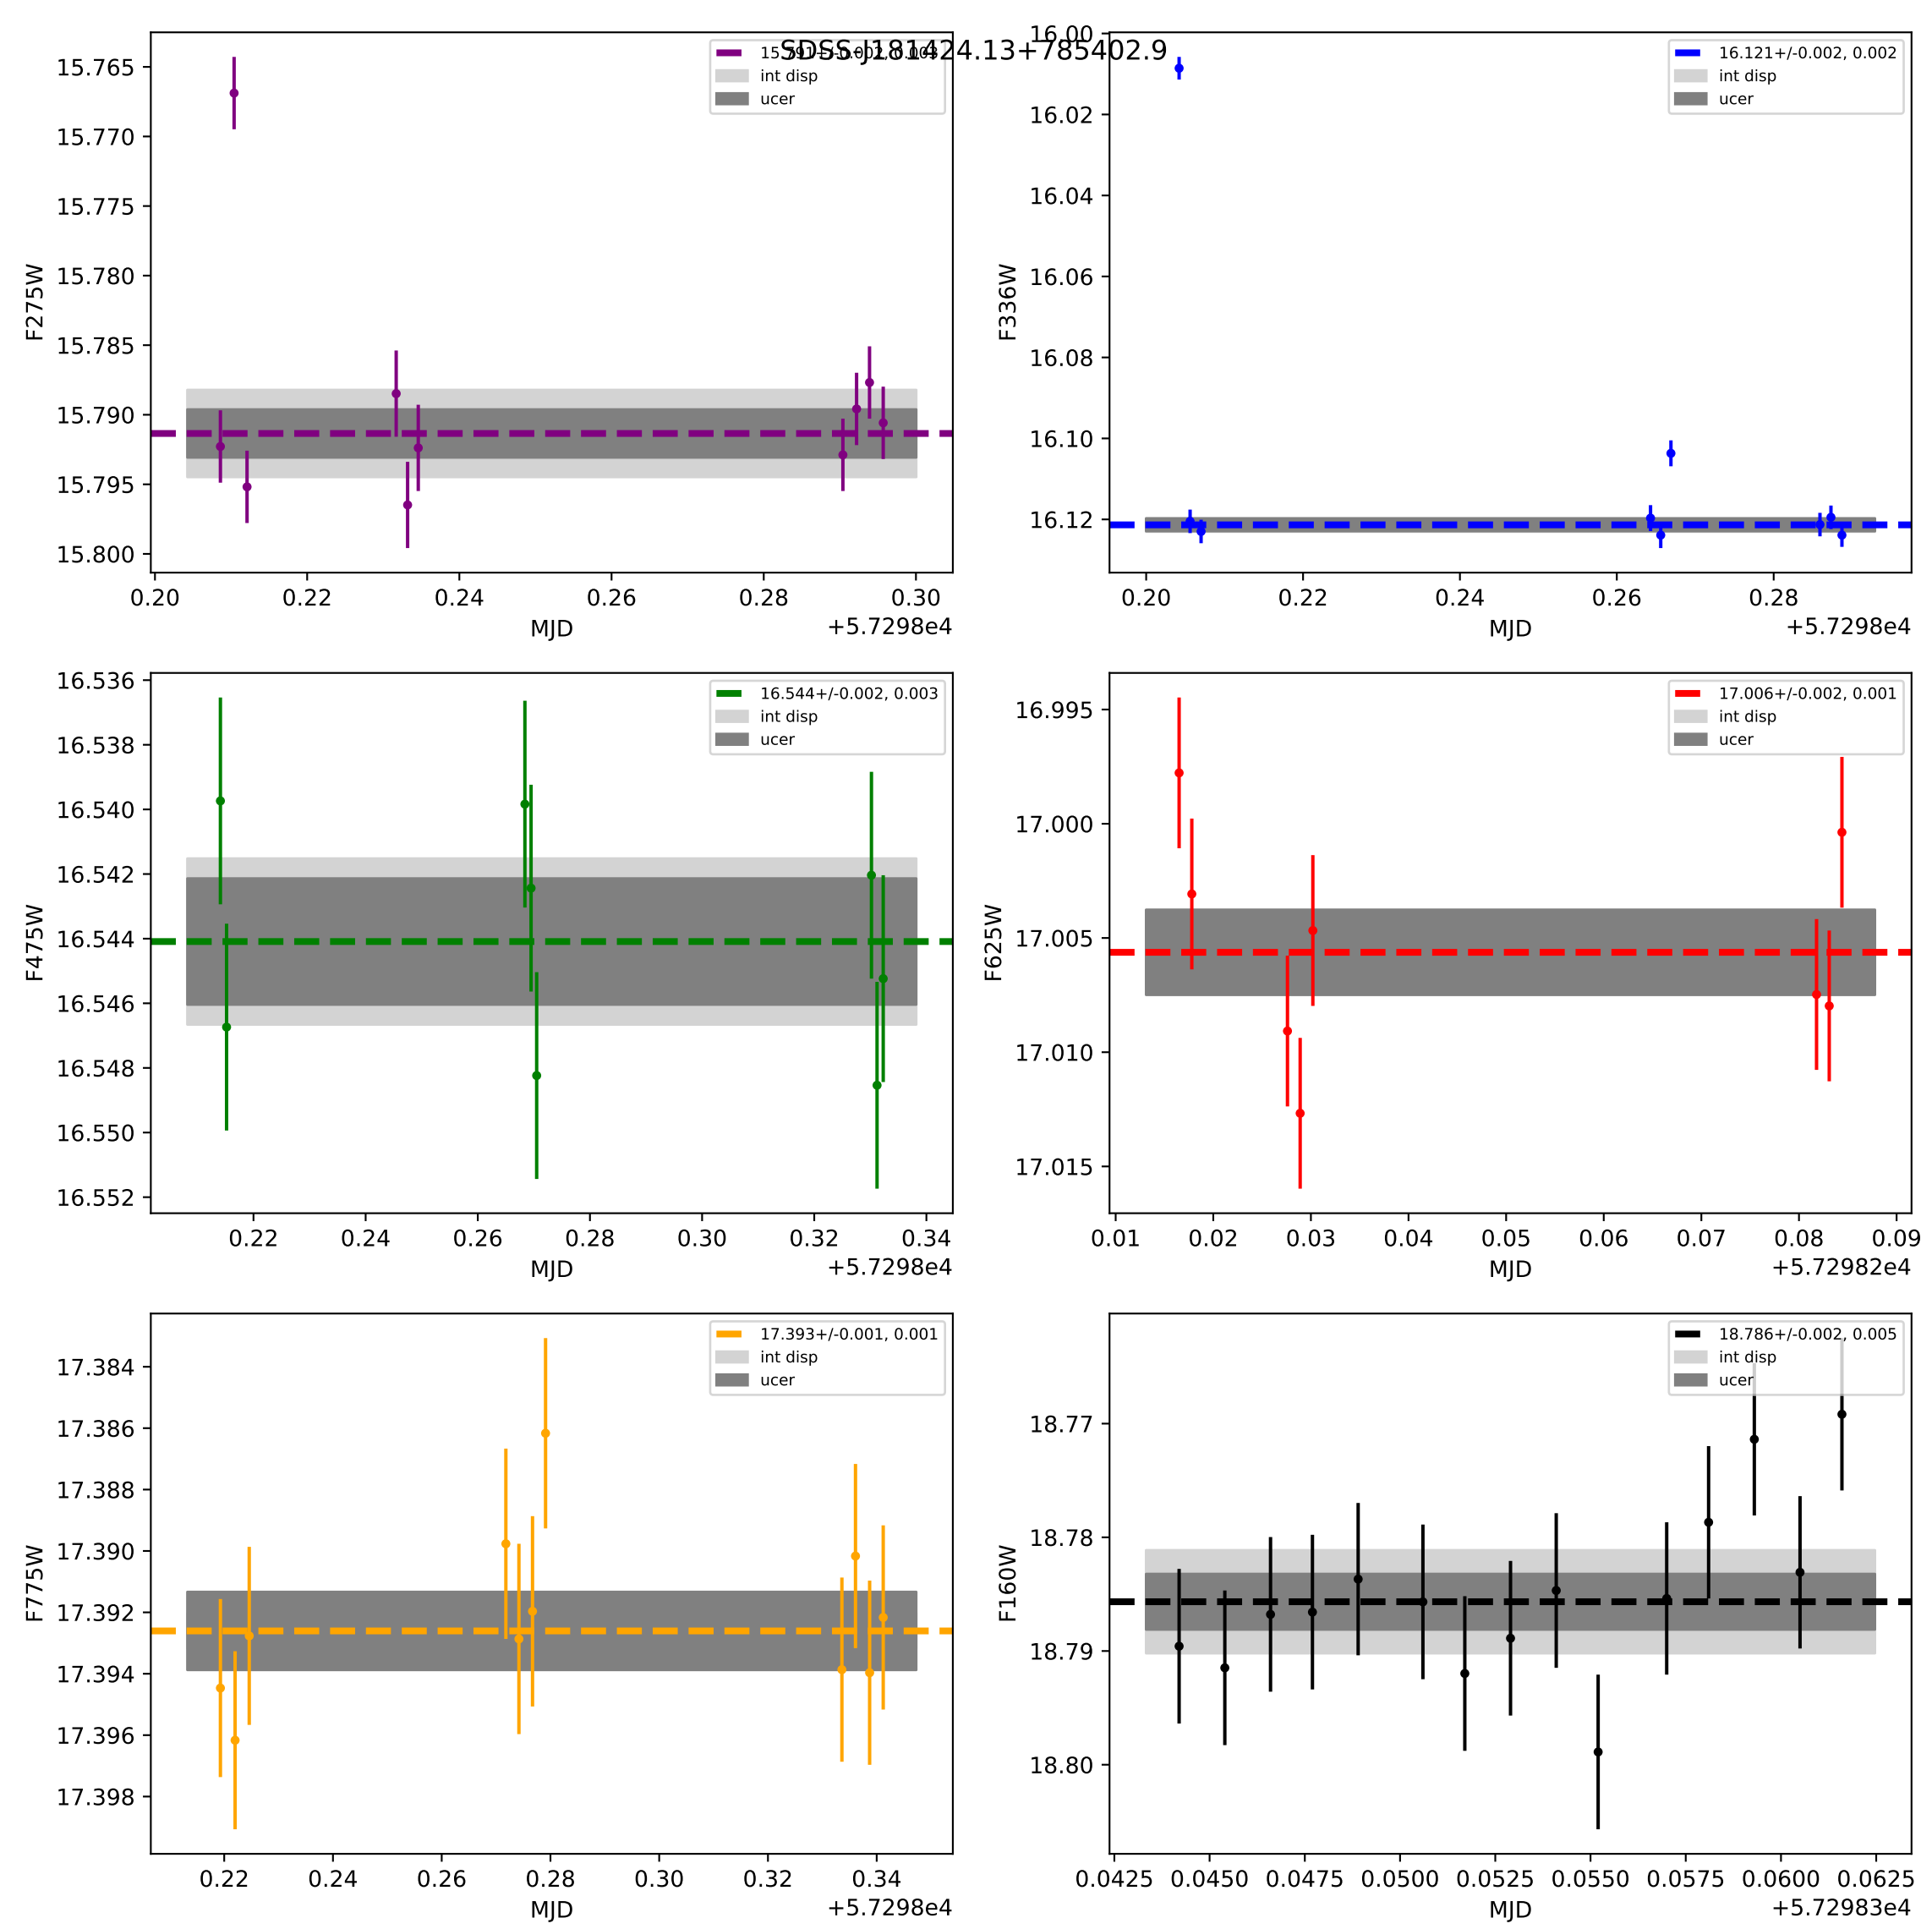 SDSS-J181424.13+785402.9
15.791+/-0.002, 0.003
int disp
ucer
15.765
15.770
15.775
15.780
15.785
15.790
15.795
15.800
F275W
0.20 0.22 0.24 0.26 0.28 0.30
MJD
+5.7298e4
16.121+/-0.002, 0.002
int disp
ucer
16.00
16.02
16.04
16.06
16.08
16.10
16.12
F336W
0.20 0.22 0.24 0.26 0.28
MJD
+5.7298e4
16.544+/-0.002, 0.003
int disp
ucer
16.536
16.538
16.540
16.542
16.544
16.546
16.548
16.550
16.552
F475W
0.22 0.24 0.26 0.28 0.30 0.32 0.34
MJD
+5.7298e4
17.006+/-0.002, 0.001
int disp
ucer
16.995
17.000
17.005
17.010
17.015
F625W
0.01 0.02 0.03 0.04 0.05 0.06 0.07 0.08 0.09
MJD
+5.72982e4
17.393+/-0.001, 0.001
int disp
ucer
17.384
17.386
17.388
17.390
17.392
17.394
17.396
17.398
F775W
0.22 0.24 0.26 0.28 0.30 0.32 0.34
MJD
+5.7298e4
18.786+/-0.002, 0.005
int disp
ucer
18.77
18.78
18.79
18.80
F160W
0.0425 0.0450 0.0475 0.0500 0.0525 0.0550 0.0575 0.0600 0.0625
MJD
+5.72983e4